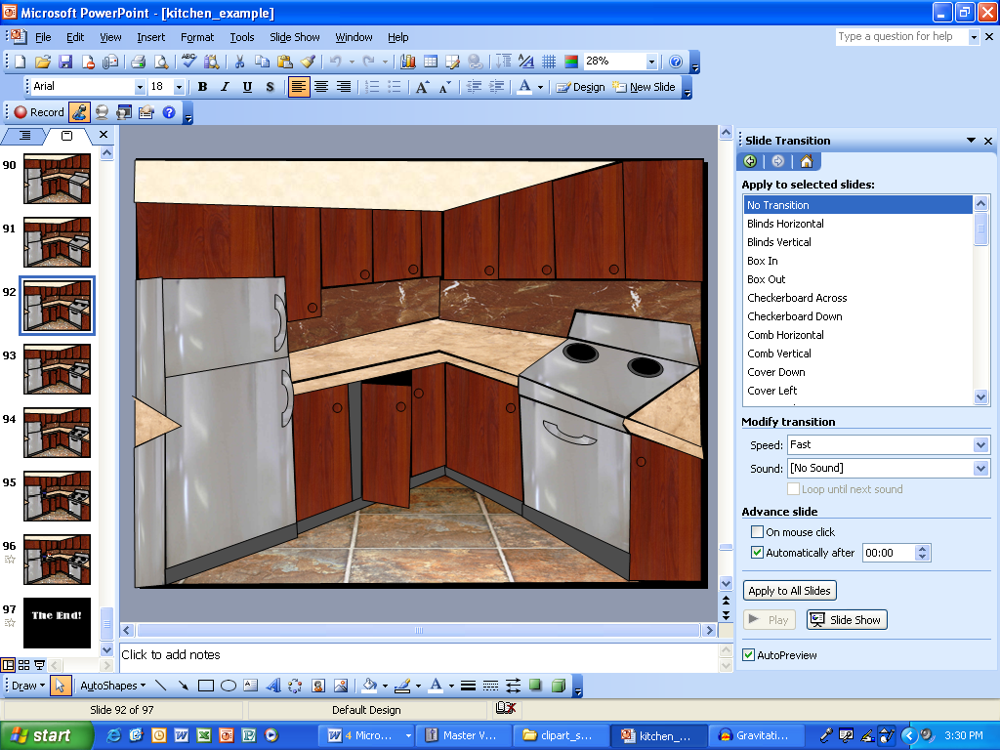 Microsoft PowerPoint - [kitchen_example]
File Edit View Insert Format Tools Slide Show Window Help
Type a question for help
28%
Arial 18 B I U S Design New Slide
Record
90
91
92
93
94
95
96
97
The End!
Slide Transition
Apply to selected slides:
No Transition
Blinds Horizontal
Blinds Vertical
Box In
Box Out
Checkerboard Across
Checkerboard Down
Comb Horizontal
Comb Vertical
Cover Down
Cover Left
Modify transition
Speed: Fast
Sound: [No Sound]
Loop until next sound
Advance slide
On mouse click
Automatically after 00:00
Apply to All Slides
Play Slide Show
AutoPreview
Click to add notes
Draw AutoShapes
Slide 92 of 97 Default Design
start 4 Micros... Master V... clipart_s... kitchen_... Gravitati... 3:30 PM